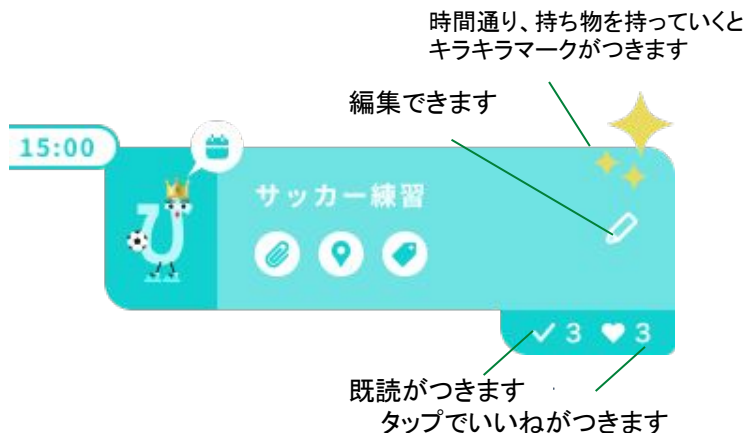 時間通り、持ち物を持っていくと
キラキラマークがつきます
編集できます
15:00
サッカー練習
3 3
既読がつきます
タップでいいねがつきます